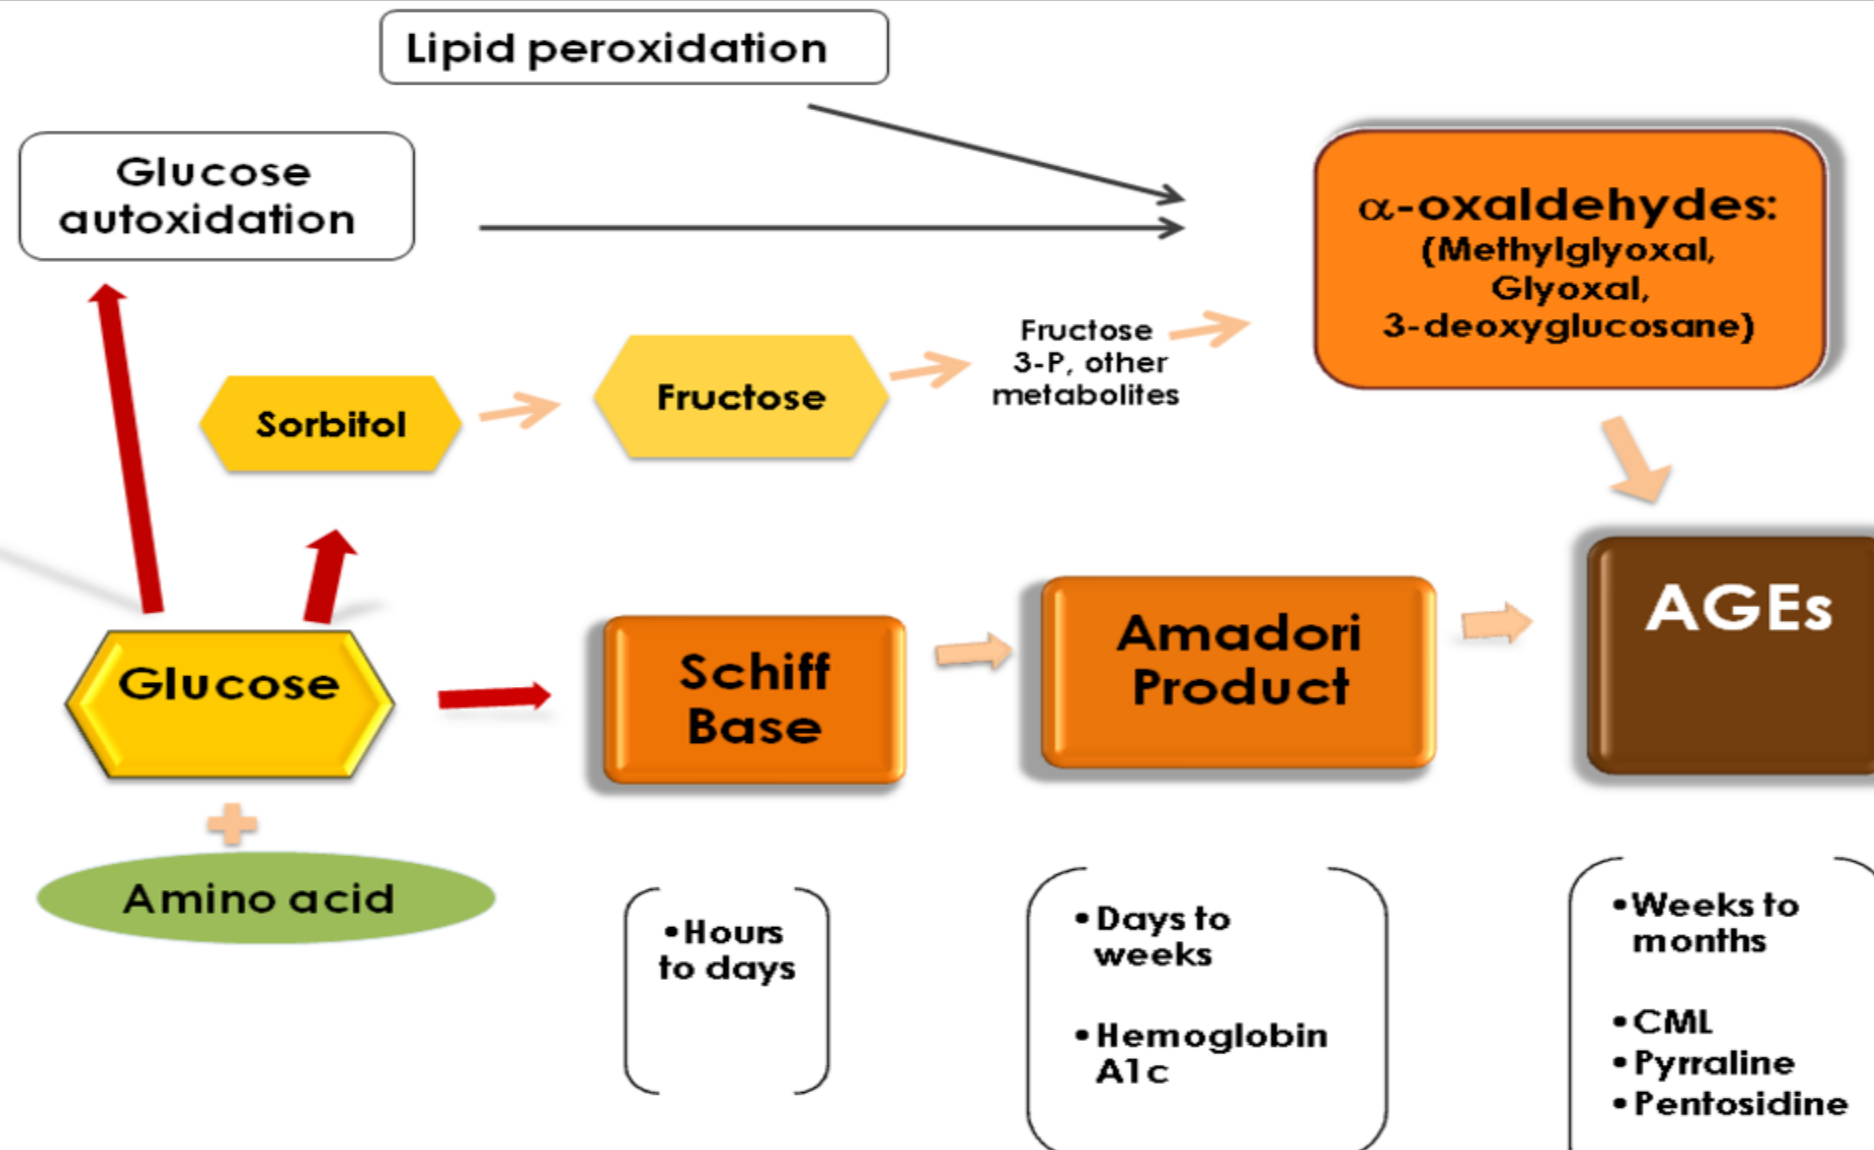 Lipid peroxidation
Glucose
autoxidation
α-oxaldehydes:
(Methylglyoxal,
Glyoxal,
3-deoxyglucosane)
Sorbitol
Fructose
Fructose
3-P, other
metabolites
Glucose
Schiff
Base
Amadori
Product
AGEs
+
Amino acid
•Hours
to days
•Days to
weeks
•Hemoglobin
A1c
•Weeks to
months
•CML
•Pyrraline
•Pentosidine